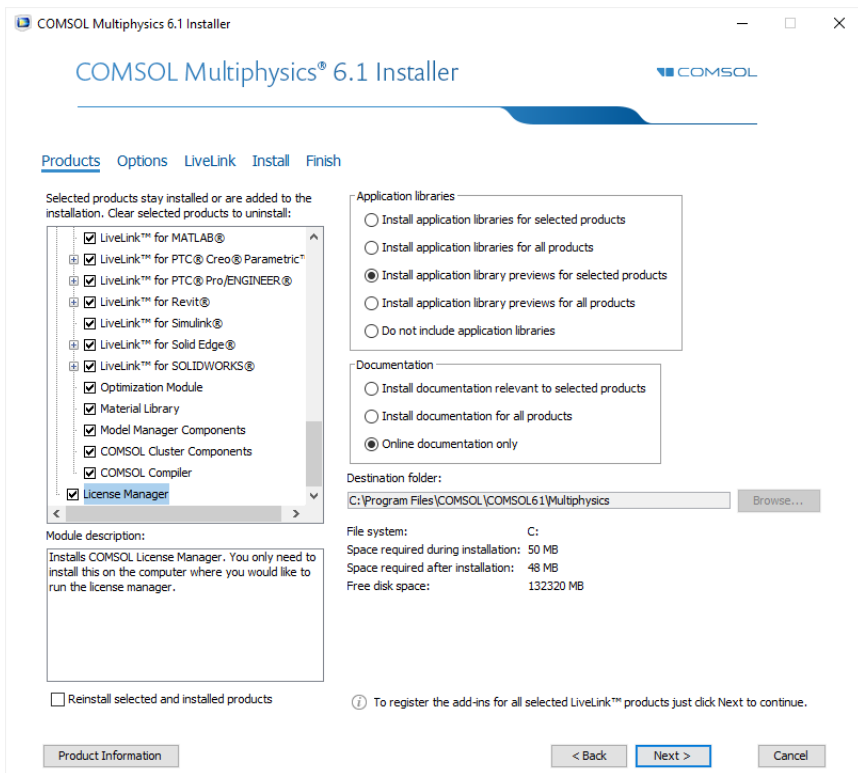 COMSOL Multiphysics 6.1 Installer
COMSOL Multiphysics® 6.1 Installer
COMSOL
Products Options LiveLink Install Finish
Selected products stay installed or are added to the
installation. Clear selected products to uninstall:
LiveLink™ for MATLAB®
LiveLink™ for PTC® Creo® Parametric™
LiveLink™ for PTC® Pro/ENGINEER®
LiveLink™ for Revit®
LiveLink™ for Simulink®
LiveLink™ for Solid Edge®
LiveLink™ for SOLIDWORKS®
Optimization Module
Material Library
Model Manager Components
COMSOL Cluster Components
COMSOL Compiler
License Manager
Module description:
Installs COMSOL License Manager. You only need to
install this on the computer where you would like to
run the license manager.
Reinstall selected and installed products
Application libraries
Install application libraries for selected products
Install application libraries for all products
Install application library previews for selected products
Install application library previews for all products
Do not include application libraries
Documentation
Install documentation relevant to selected products
Install documentation for all products
Online documentation only
Destination folder:
C:\Program Files\COMSOL\COMSOL61\Multiphysics
Browse...
File system: C:
Space required during installation: 50 MB
Space required after installation: 48 MB
Free disk space: 132320 MB
To register the add-ins for all selected LiveLink™ products just click Next to continue.
Product Information
< Back
Next >
Cancel